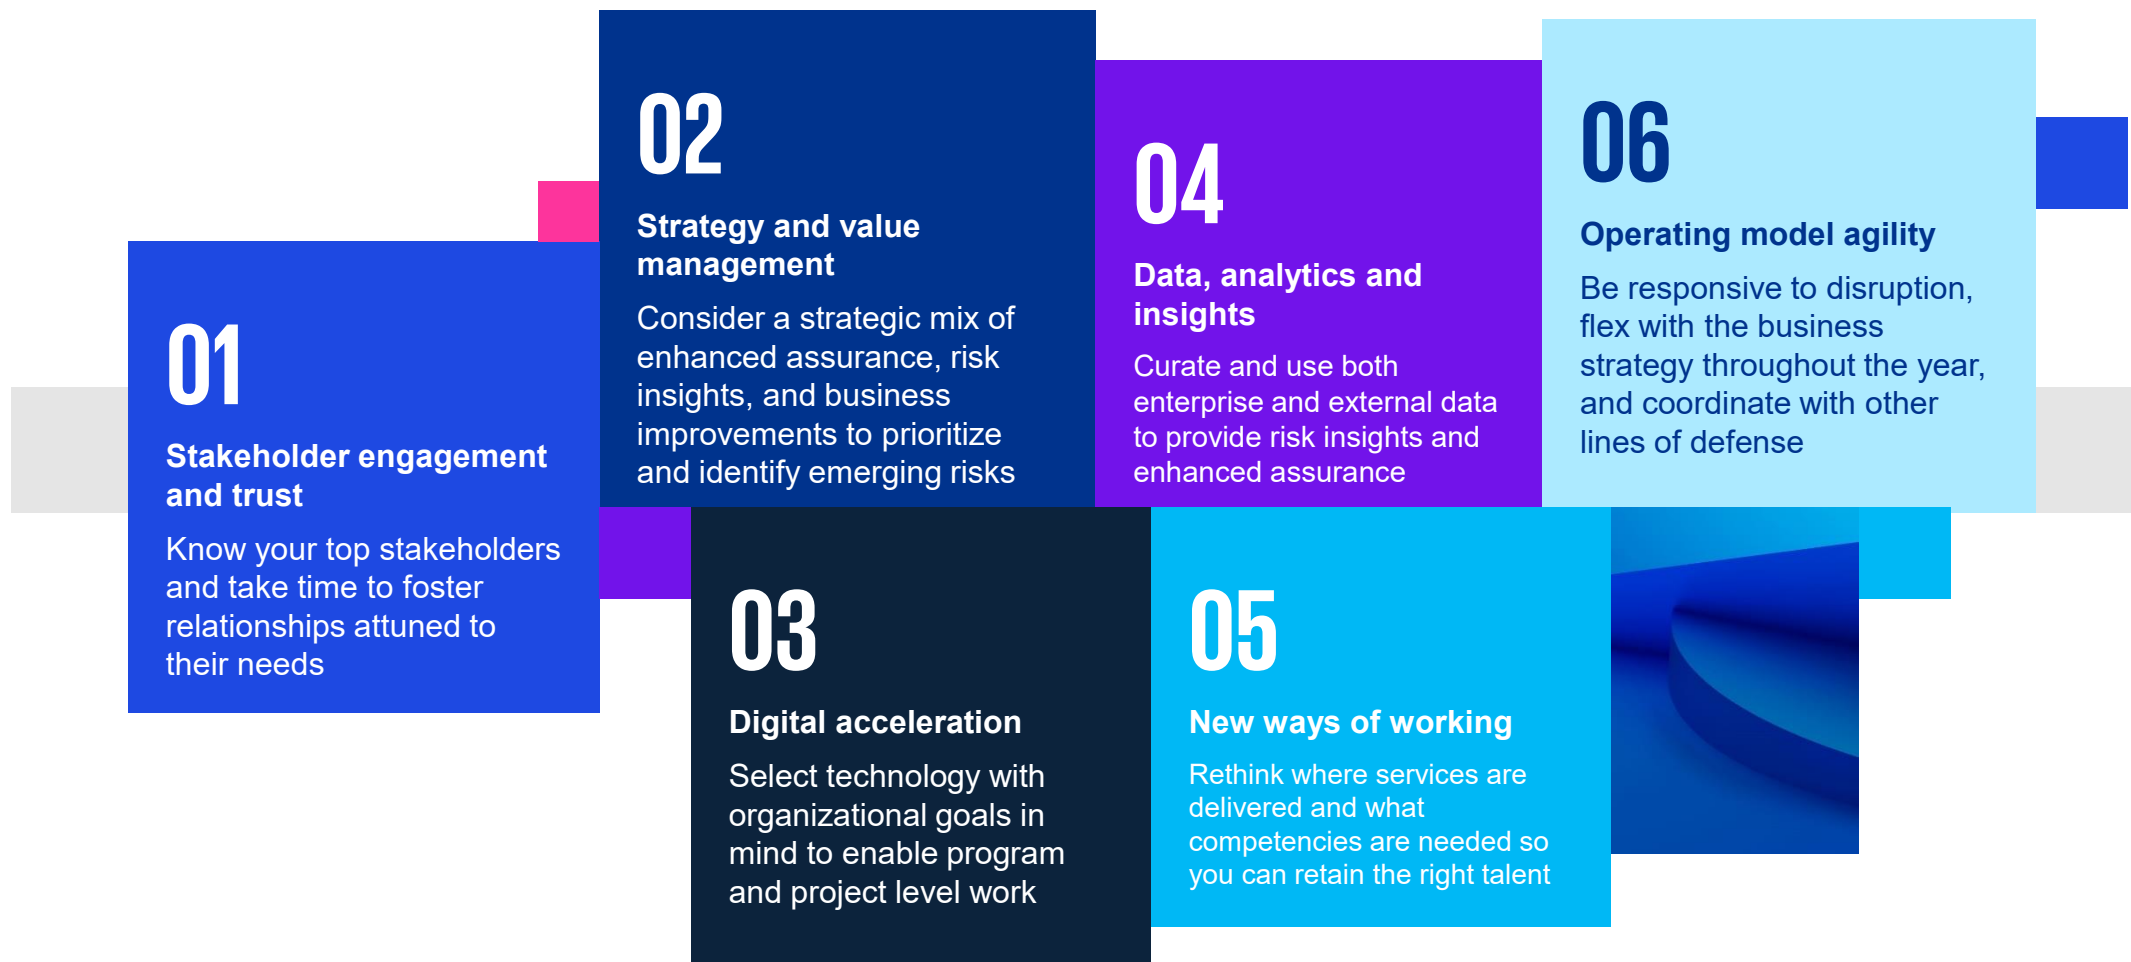 01
Stakeholder engagement
and trust
Know your top stakeholders
and take time to foster
relationships attuned to
their needs
02
Strategy and value
management
Consider a strategic mix of
enhanced assurance, risk
insights, and business
improvements to prioritize
and identify emerging risks
03
Digital acceleration
Select technology with
organizational goals in
mind to enable program
and project level work
04
Data, analytics and
insights
Curate and use both
enterprise and external data
to provide risk insights and
enhanced assurance
05
New ways of working
Rethink where services are
delivered and what
competencies are needed so
you can retain the right talent
06
Operating model agility
Be responsive to disruption,
flex with the business
strategy throughout the year,
and coordinate with other
lines of defense